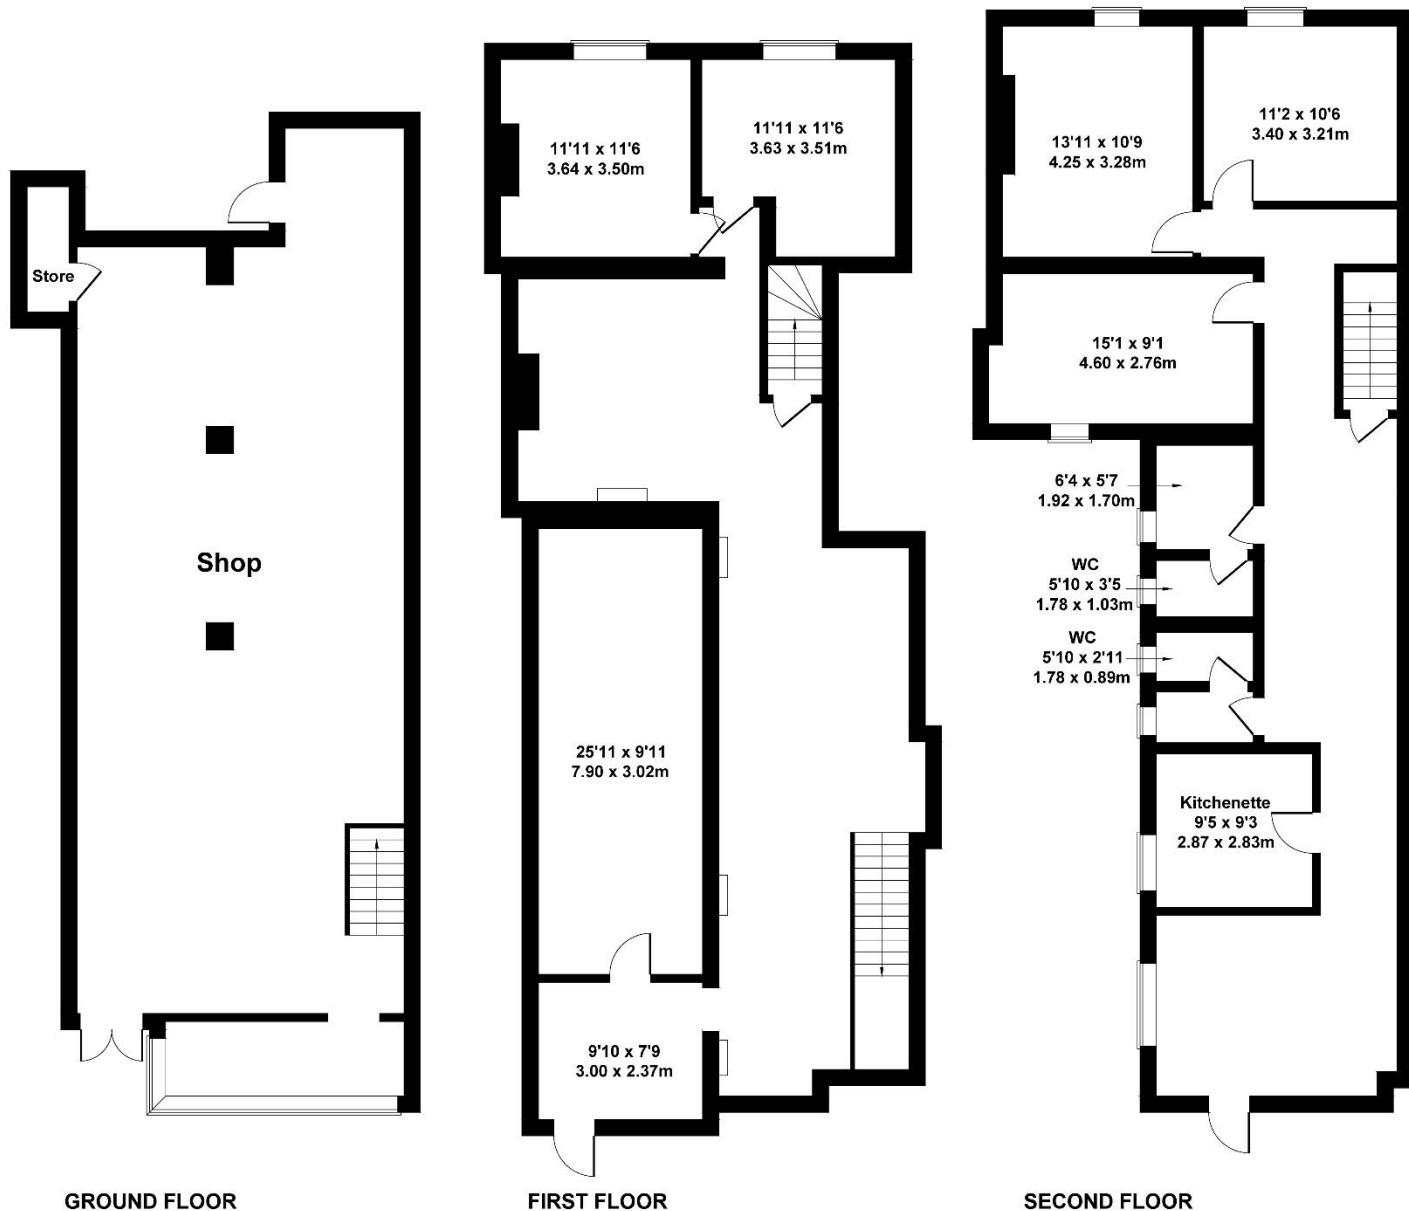 Store
Shop
GROUND FLOOR
11'11 x 11'6
3.64 x 3.50m
11'11 x 11'6
3.63 x 3.51m
25'11 x 9'11
7.90 x 3.02m
9'10 x 7'9
3.00 x 2.37m
FIRST FLOOR
13'11 x 10'9
4.25 x 3.28m
11'2 x 10'6
3.40 x 3.21m
15'1 x 9'1
4.60 x 2.76m
6'4 x 5'7
1.92 x 1.70m
WC
5'10 x 3'5
1.78 x 1.03m
WC
5'10 x 2'11
1.78 x 0.89m
Kitchenette
9'5 x 9'3
2.87 x 2.83m
SECOND FLOOR